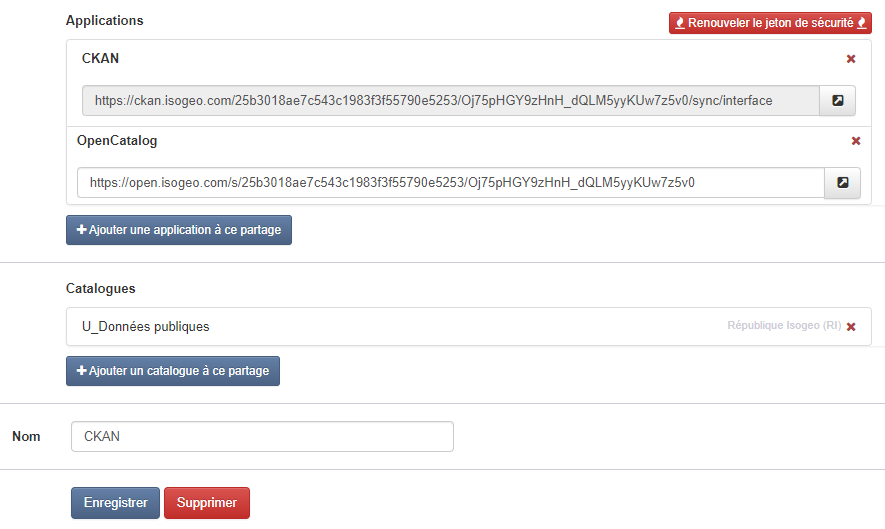 Applications
Renouveler le jeton de sécurité
CKAN
https://ckan.isogeo.com/25b3018ae7c543c1983f3f55790e5253/Oj75pHGY9zHnH_dQLM5yyKUw7z5v0/sync/interface
OpenCatalog
https://open.isogeo.com/s/25b3018ae7c543c1983f3f55790e5253/Oj75pHGY9zHnH_dQLM5yyKUw7z5v0
Ajouter une application à ce partage
Catalogues
U_Données publiques
République Isogeo (RI)
Ajouter un catalogue à ce partage
Nom
CKAN
Enregistrer
Supprimer